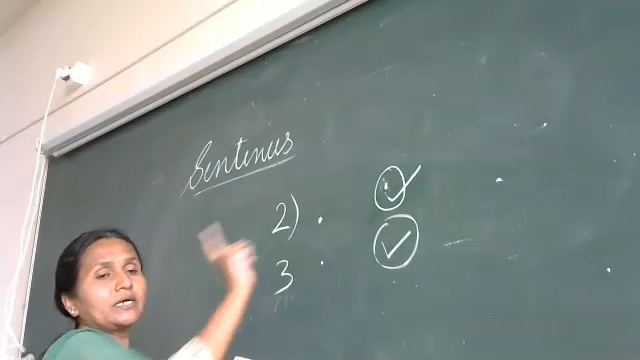 Sentences
2) . ✓
3 . ✓